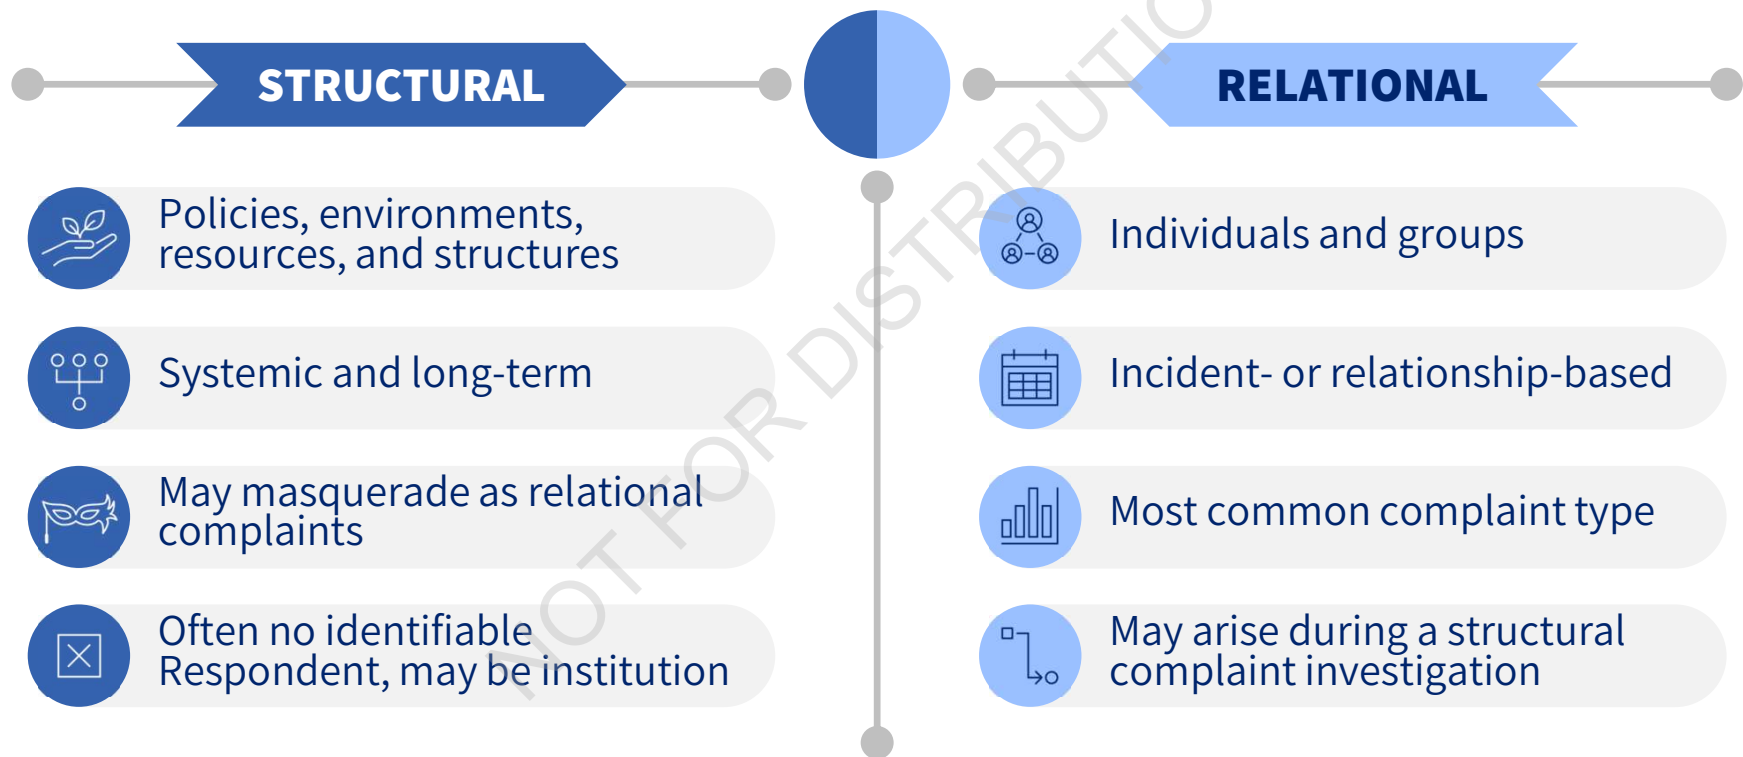 STRUCTURAL
Policies, environments,
resources, and structures
Systemic and long-term
May masquerade as relational
complaints
Often no identifiable
Respondent, may be institution
RELATIONAL
Individuals and groups
Incident- or relationship-based
Most common complaint type
May arise during a structural
complaint investigation
NOT FOR DISTRIBUTIO